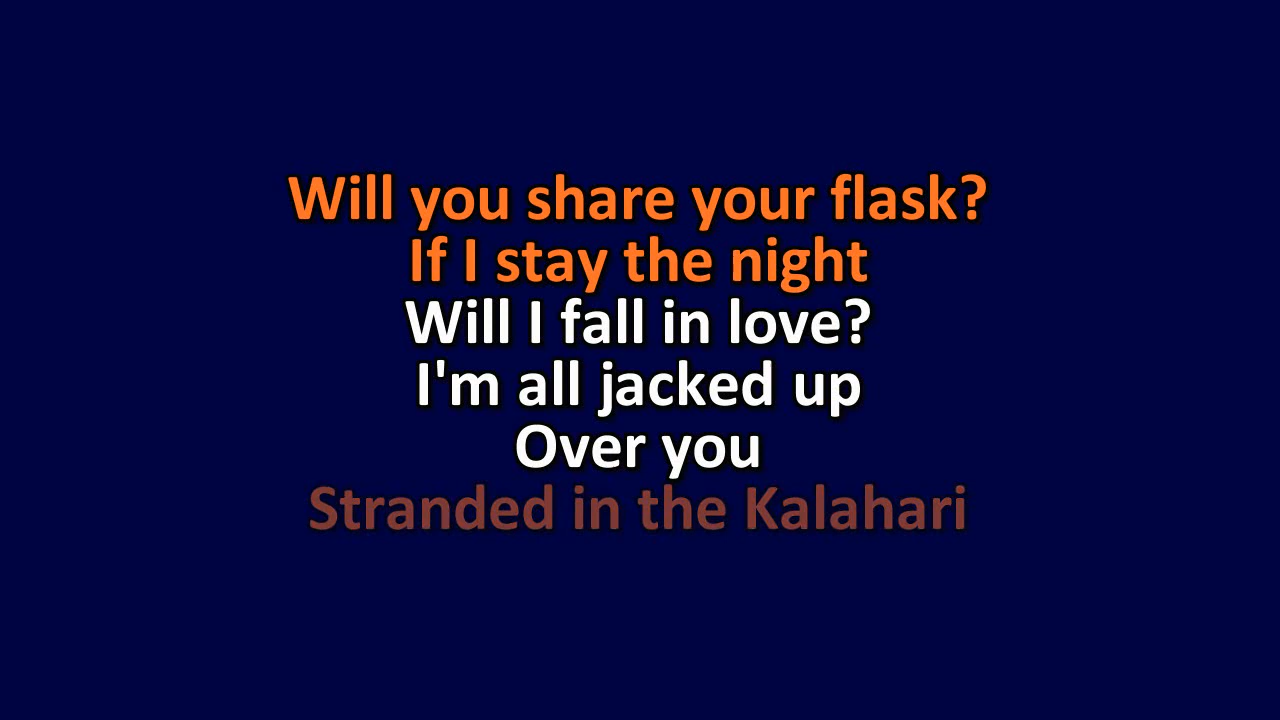 Will you share your flask?
If I stay the night
Will I fall in love?
I'm all jacked up
Over you
Stranded in the Kalahari